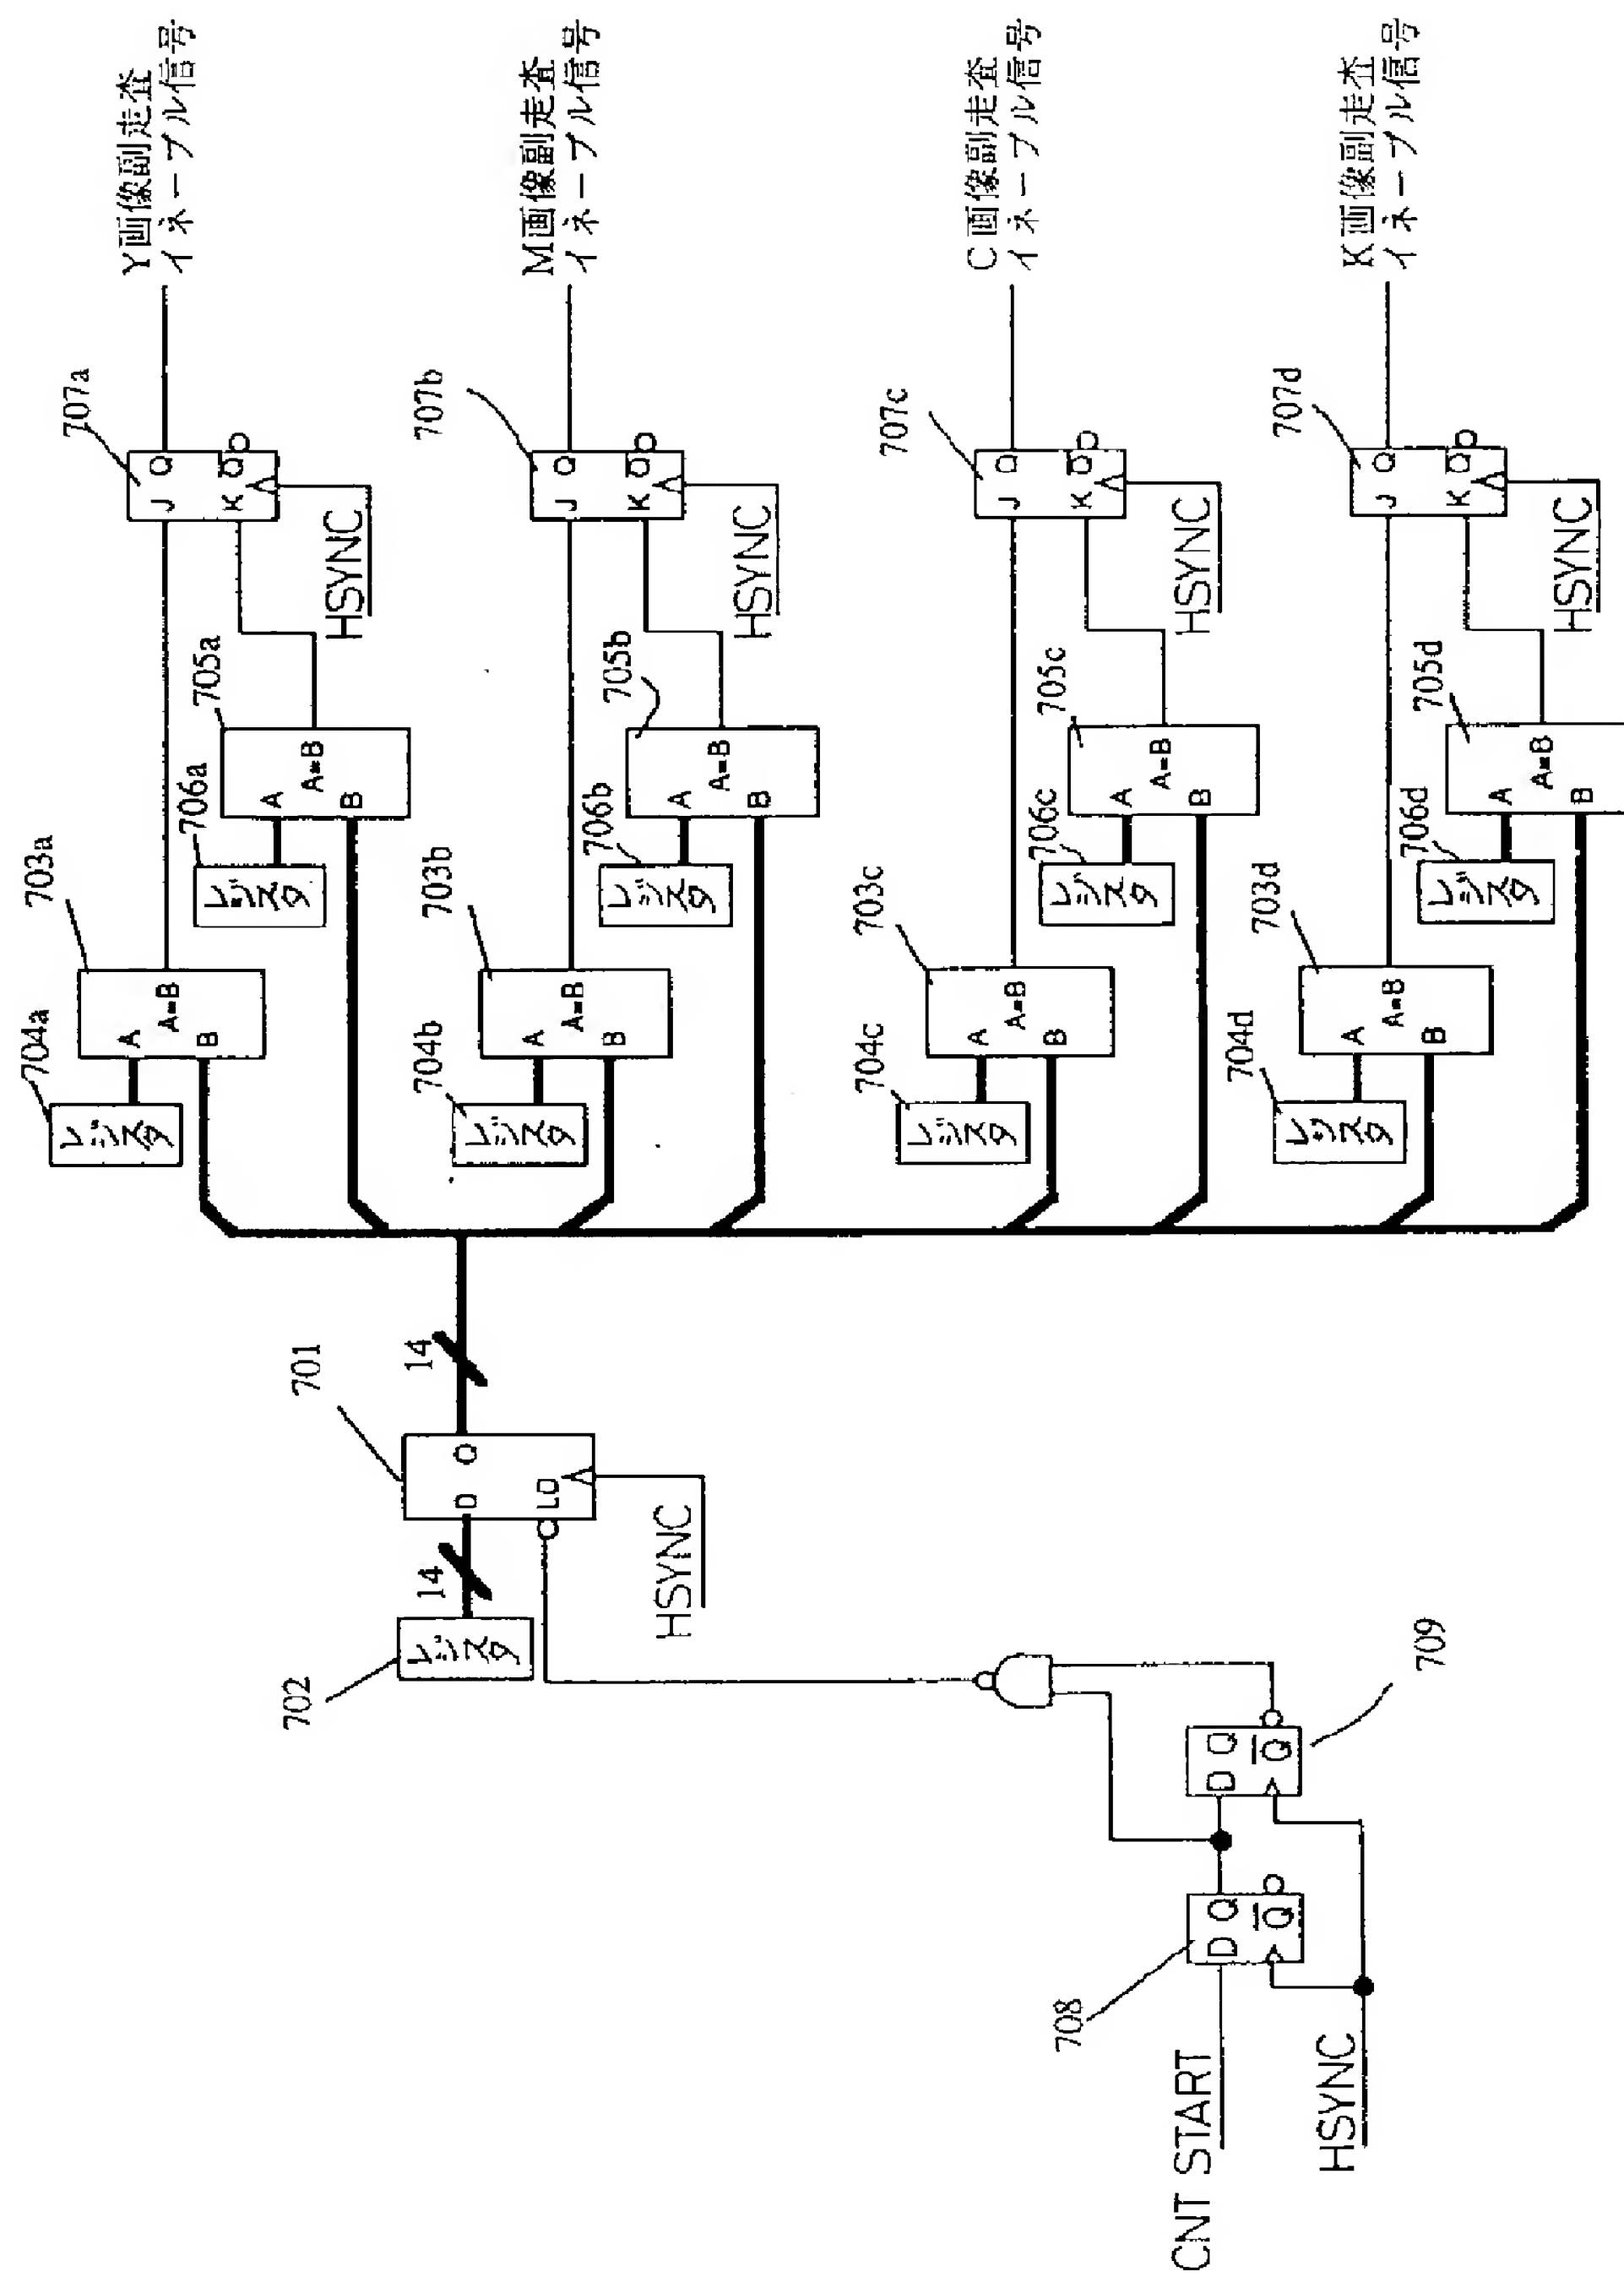 Y画像副走査
イネーブル信号
M画像副走査
イネーブル信号
C画像副走査
イネーブル信号
K画像副走査
イネーブル信号
707a
J Q
K Q
HSYNC
707b
J Q
K Q
HSYNC
707c
J Q
K Q
HSYNC
707d
J Q
K Q
HSYNC
705a
A
A=B
B
706a
レジスタ
705b
A
A=B
B
706b
レジスタ
705c
A
A=B
B
706c
レジスタ
705d
A
A=B
B
706d
レジスタ
703a
A
A=B
B
704a
レジスタ
703b
A
A=B
B
704b
レジスタ
703c
A
A=B
B
704c
レジスタ
703d
A
A=B
B
704d
レジスタ
14
701
D Q
LD
HSYNC
14
702
レジスタ
709
D Q
Q
708
D Q
Q
CNT START
HSYNC